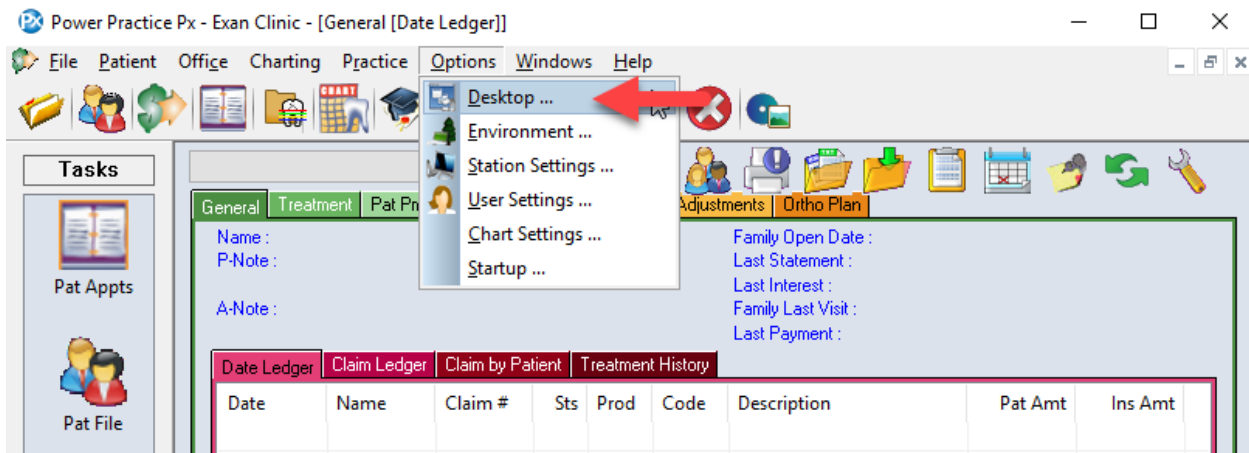 Px Power Practice Px - Exan Clinic - [General [Date Ledger]]
File Patient Office Charting Practice Options Windows Help
CHART
Desktop ...
Environment ...
Station Settings ...
User Settings ...
Chart Settings ...
Startup ...
Tasks
Pat Appts
Pat File
General Treatment Pat Adjustments Ortho Plan
Name :
P-Note :
A-Note :
Family Open Date :
Last Statement :
Last Interest :
Family Last Visit :
Last Payment :
Date Ledger Claim Ledger Claim by Patient Treatment History
Date Name Claim # Sts Prod Code Description Pat Amt Ins Amt